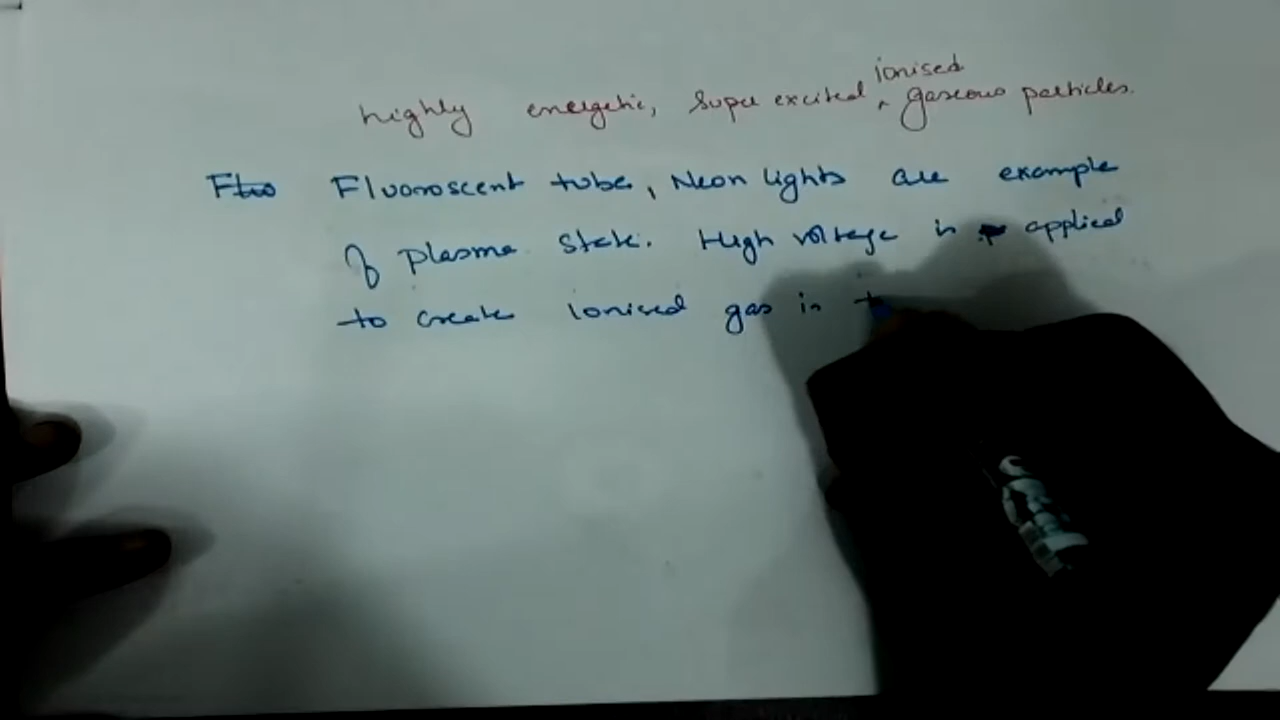 highly energetic, Super excited, ionised gaseous particles.
Fluoroscent tube, Neon lights are example
of plasma state. High voltage is applied
to create Ionised gas in